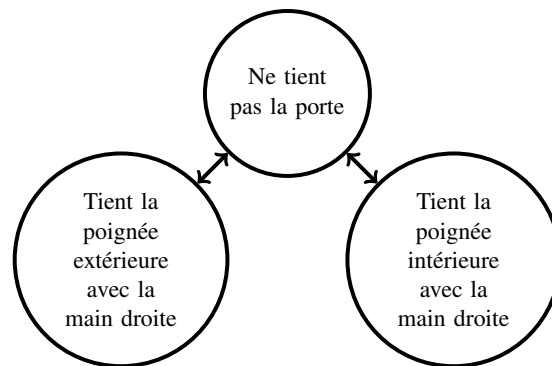 Ne tient
pas la porte
Tient la
poignée
extérieure
avec la
main droite
Tient la
poignée
intérieure
avec la
main droite